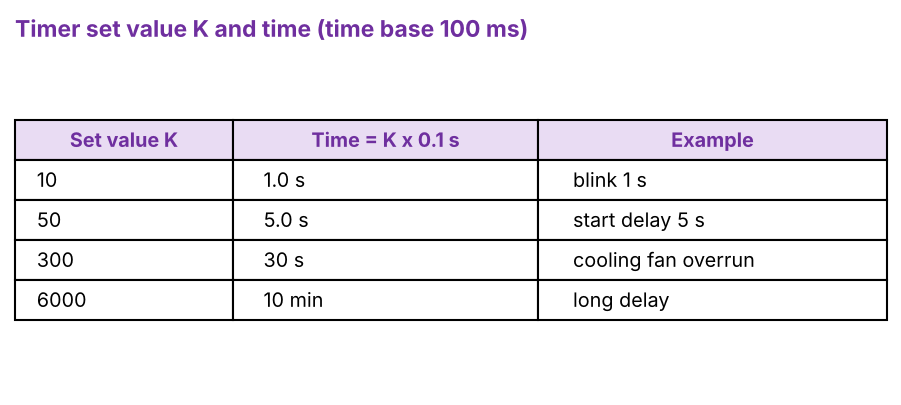 Timer set value K and time (time base 100 ms)
Set value K Time = K x 0.1 s Example
10 1.0 s blink 1 s
50 5.0 s start delay 5 s
300 30 s cooling fan overrun
6000 10 min long delay